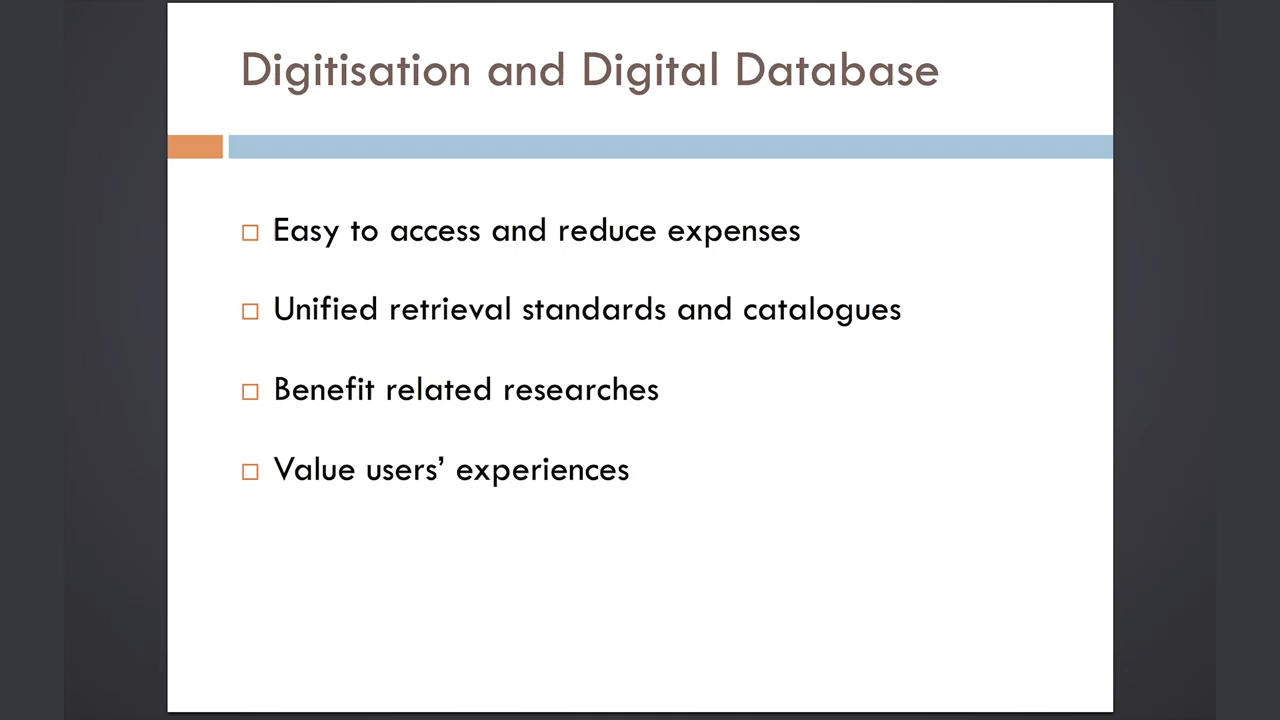 Digitisation and Digital Database
Easy to access and reduce expenses
Unified retrieval standards and catalogues
Benefit related researches
Value users’ experiences